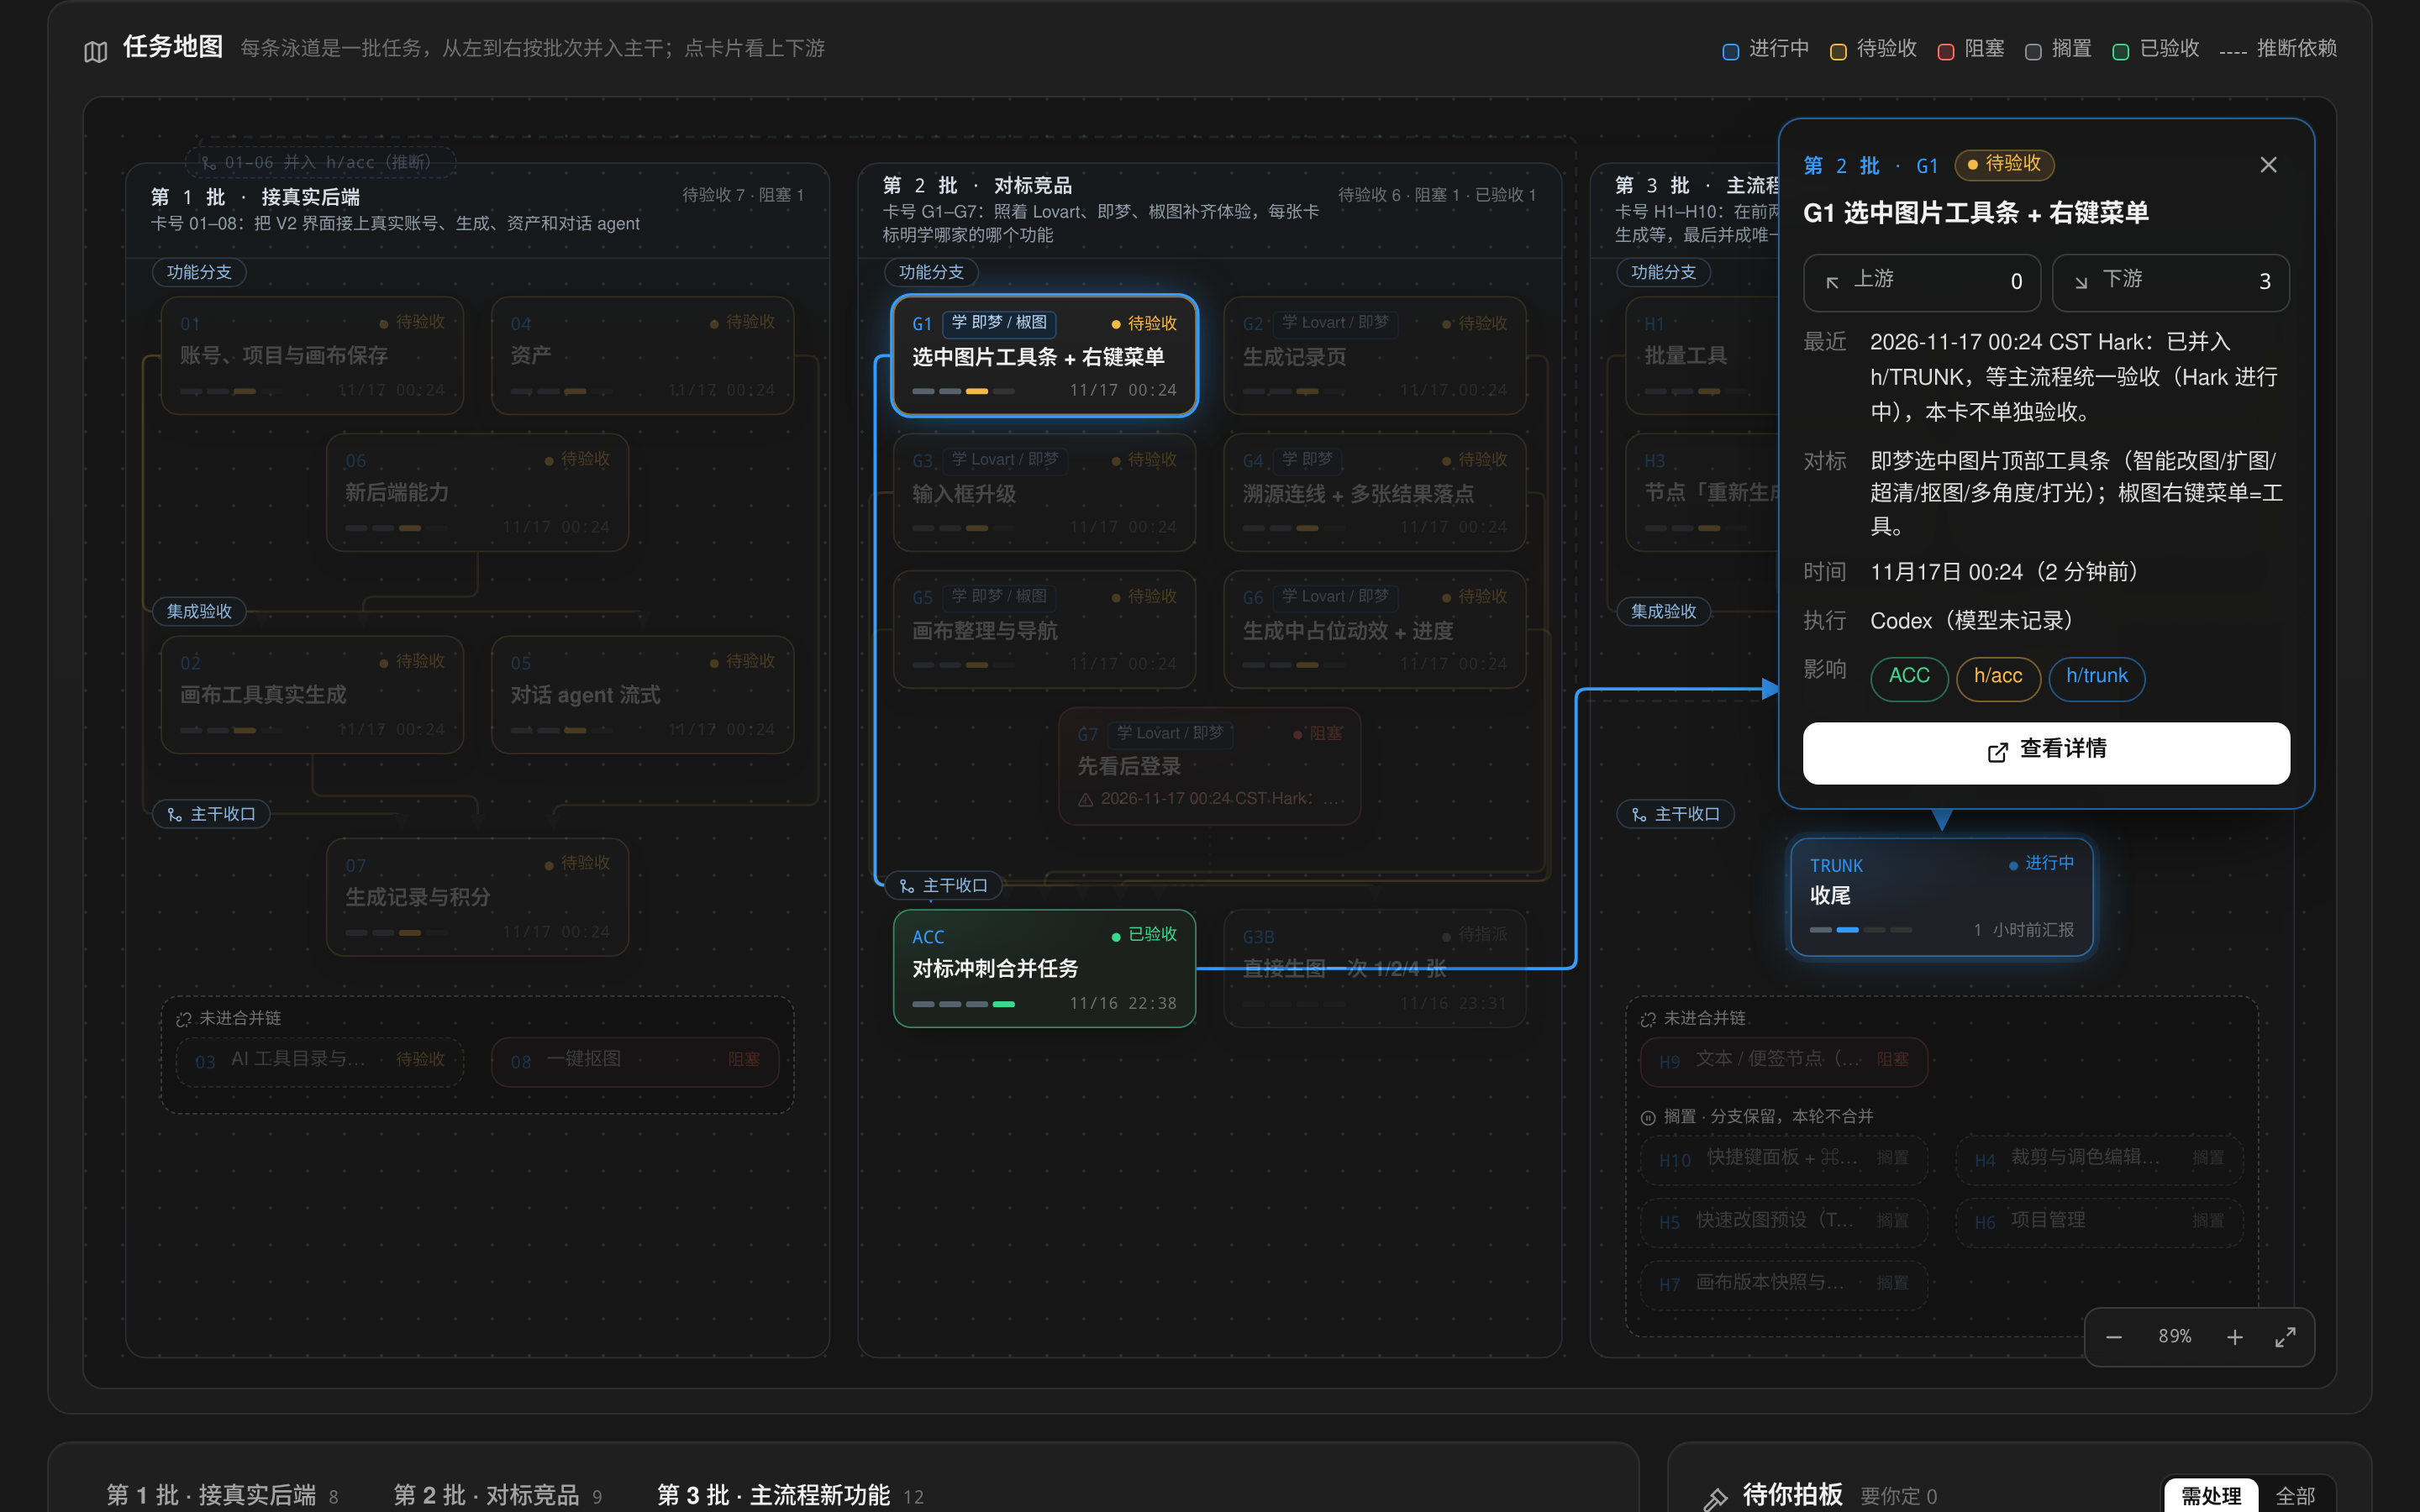 任务地图 每条泳道是一批任务，从左到右按批次并入主干；点卡片看上下游
进行中 待验收 阻塞 搁置 已验收 推断依赖
01–06 并入 h/acc（推断）
第 1 批 · 接真实后端 待验收 7 · 阻塞 1
卡号 01–08：把 V2 界面接上真实账号、生成、资产和对话 agent
功能分支
01 待验收
账号、项目与画布保存
11/17 00:24
04 待验收
资产
11/17 00:24
06 待验收
新后端能力
11/17 00:24
集成验收
02 待验收
画布工具真实生成
11/17 00:24
05 待验收
对话 agent 流式
11/17 00:24
主干收口
07 待验收
生成记录与积分
11/17 00:24
未进合并链
03 AI 工具目录与… 待验收
08 一键抠图 阻塞
第 2 批 · 对标竞品 待验收 6 · 阻塞 1 · 已验收 1
卡号 G1–G7：照着 Lovart、即梦、椒图补齐体验，每张卡
标明学哪家的哪个功能
功能分支
G1 学 即梦 / 椒图 待验收
选中图片工具条 + 右键菜单
11/17 00:24
G2 学 Lovart / 即梦 待验收
生成记录页
11/17 00:24
G3 学 Lovart / 即梦 待验收
输入框升级
11/17 00:24
G4 学 即梦 待验收
溯源连线 + 多张结果落点
11/17 00:24
G5 学 即梦 / 椒图 待验收
画布整理与导航
11/17 00:24
G6 学 Lovart / 即梦 待验收
生成中占位动效 + 进度
11/17 00:24
G7 学 Lovart / 即梦 阻塞
先看后登录
2026-11-17 00:24 CST Hark：…
主干收口
ACC 已验收
对标冲刺合并任务
11/16 22:38
G3B 待指派
直接生图一次 1/2/4 张
11/16 23:31
第 3 批 · 主流程
卡号 H1–H10：在前两
生成等，最后并成唯一
功能分支
H1
批量工具
H3
节点「重新生成
集成验收
主干收口
TRUNK 进行中
收尾
1 小时前汇报
未进合并链
H9 文本 / 便签节点（… 阻塞
搁置 · 分支保留，本轮不合并
H10 快捷键面板 + ⌘… 搁置
H4 裁剪与调色编辑… 搁置
H5 快速改图预设（T… 搁置
H6 项目管理 搁置
H7 画布版本快照与… 搁置
第 2 批 · G1 待验收
G1 选中图片工具条 + 右键菜单
上游 0 下游 3
最近 2026-11-17 00:24 CST Hark：已并入
h/TRUNK，等主流程统一验收（Hark 进行
中），本卡不单独验收。
对标 即梦选中图片顶部工具条（智能改图/扩图/
超清/抠图/多角度/打光）；椒图右键菜单=工
具。
时间 11月17日 00:24（2 分钟前）
执行 Codex（模型未记录）
影响 ACC h/acc h/trunk
查看详情
89%
第 1 批 · 接真实后端 8 第 2 批 · 对标竞品 9 第 3 批 · 主流程新功能 12
待你拍板 要你定 0 需处理 全部